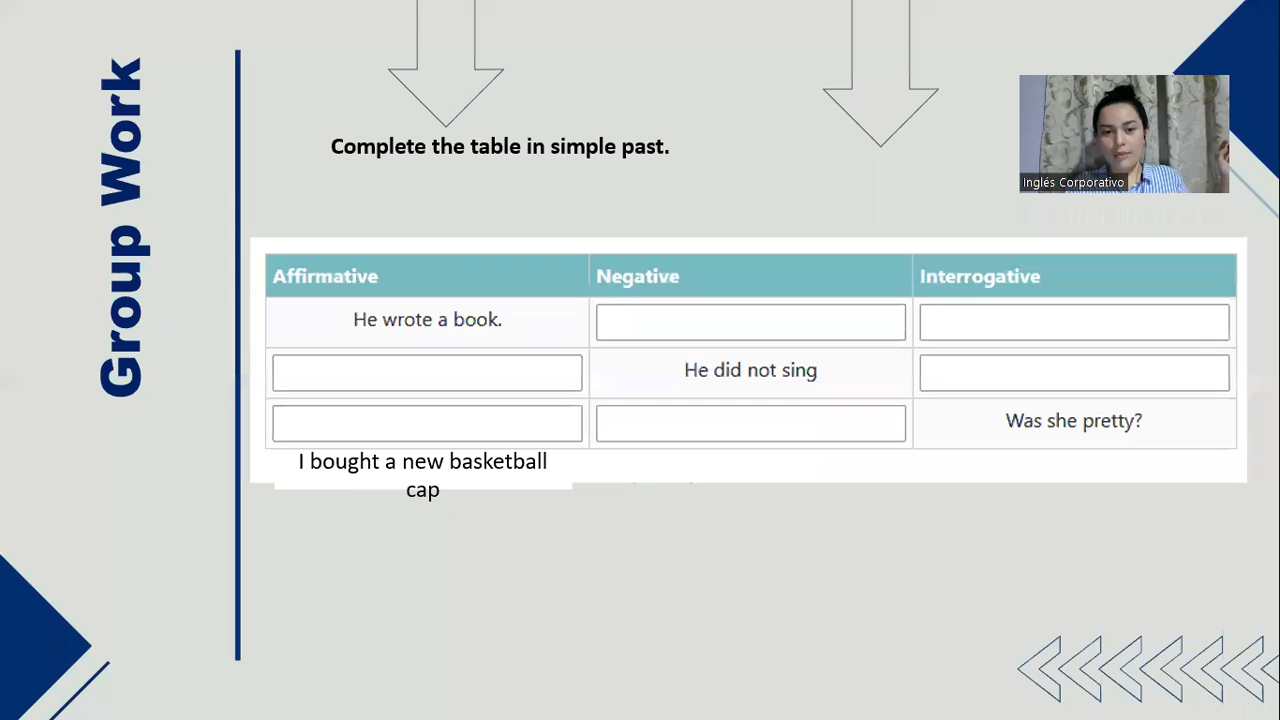 Group Work
Complete the table in simple past.
Inglés Corporativo
Affirmative Negative Interrogative
He wrote a book.
He did not sing
Was she pretty?
I bought a new basketball
cap